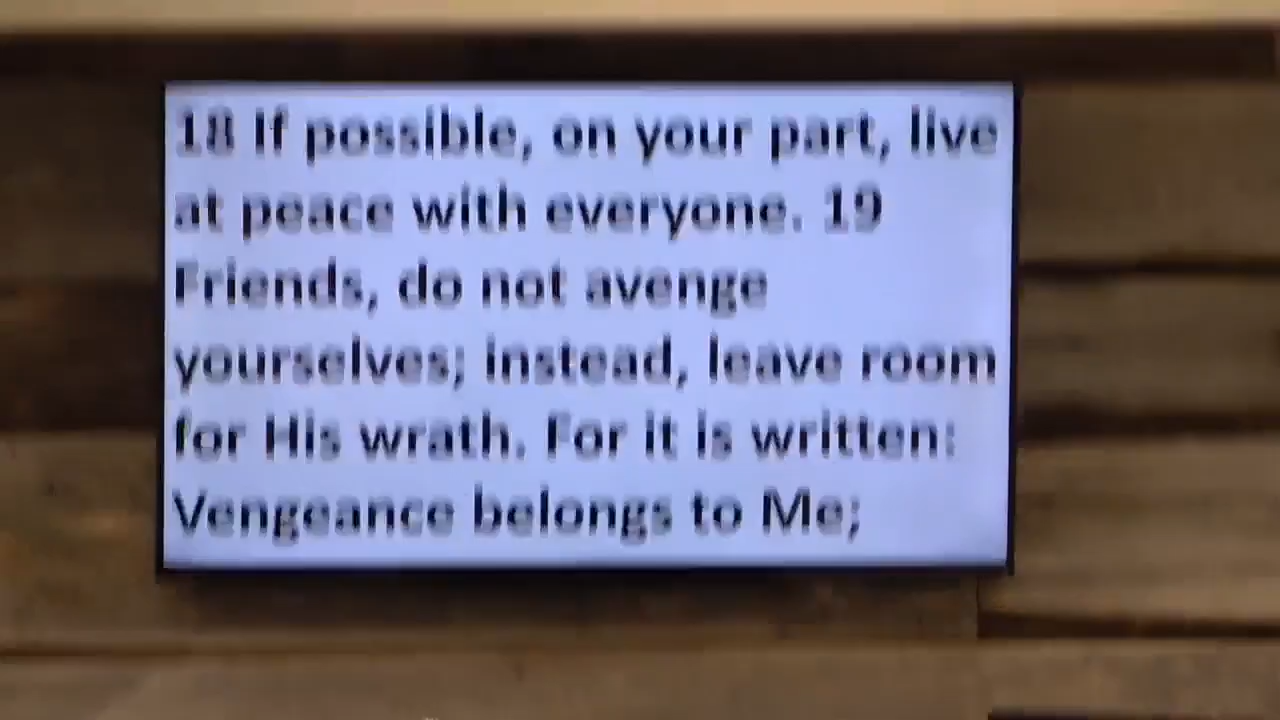 18 If possible, on your part, live
at peace with everyone. 19
Friends, do not avenge
yourselves; instead, leave room
for His wrath. For it is written:
Vengeance belongs to Me;